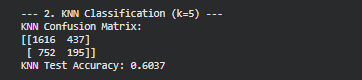 --- 2. KNN Classification (k=5) ---
KNN Confusion Matrix:
[[1616  437]
 [ 752  195]]
KNN Test Accuracy: 0.6037